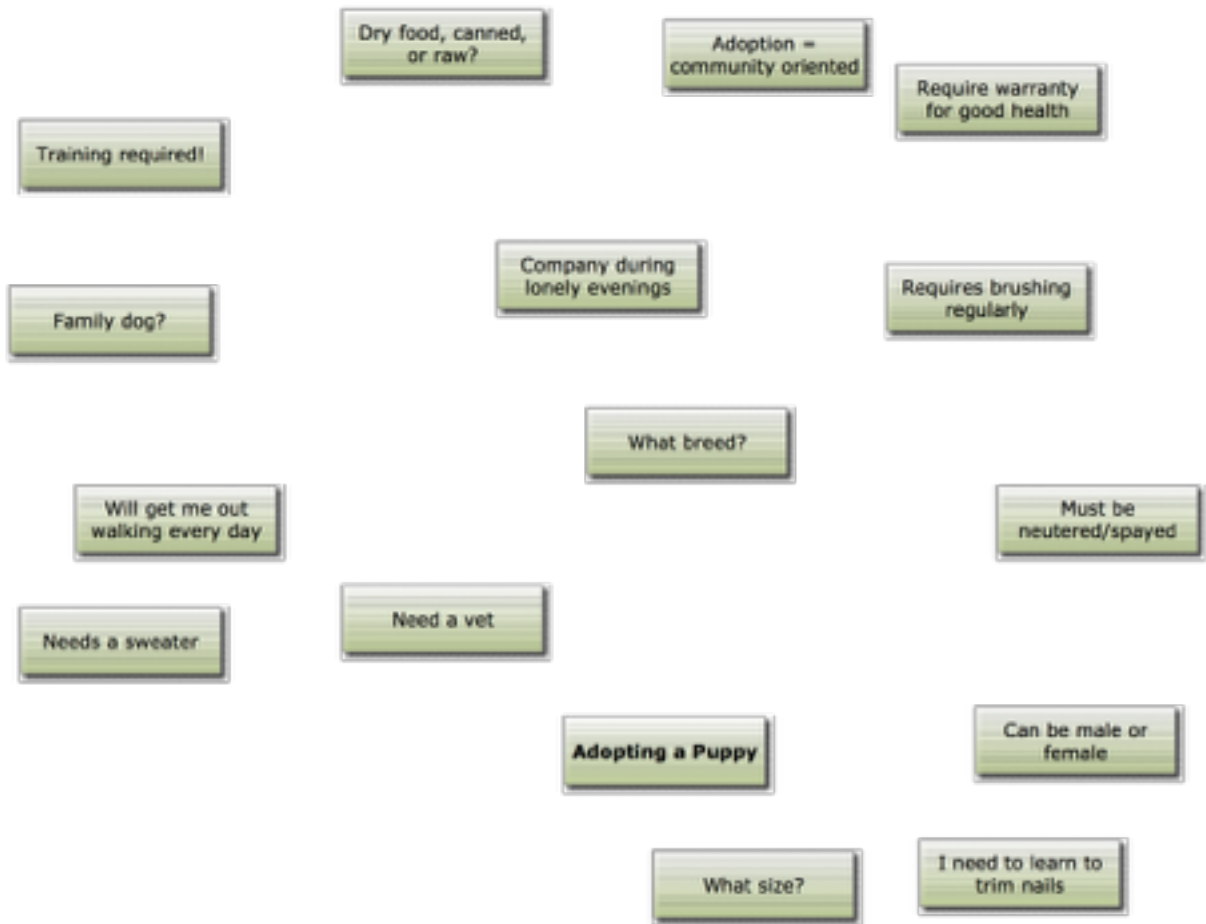 Dry food, canned,
or raw?
Adoption =
community oriented
Require warranty
for good health
Training required!
Company during
lonely evenings
Requires brushing
regularly
Family dog?
What breed?
Will get me out
walking every day
Must be
neutered/spayed
Need a vet
Needs a sweater
Can be male or
female
Adopting a Puppy
I need to learn to
trim nails
What size?